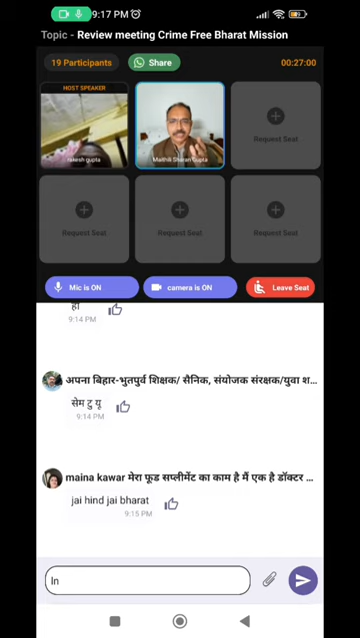 9:17 PM
Topic - Review meeting Crime Free Bharat Mission
19 Participants
Share
00:27:00
HOST SPEAKER
rakesh gupta
Maithili Sharan Gupta
Request Seat
Request Seat
Request Seat
Request Seat
Mic is ON
camera is ON
Leave Seat
हाँ
9:14 PM
अपना बिहार-भुतपुर्व शिक्षक/ सैनिक, संयोजक संरक्षक/युवा श...
सेम टु यू
9:14 PM
maina kawar मेरा फूड सप्लीमेंट का काम है मैं एक है डॉक्टर ...
jai hind jai bharat
9:15 PM
In